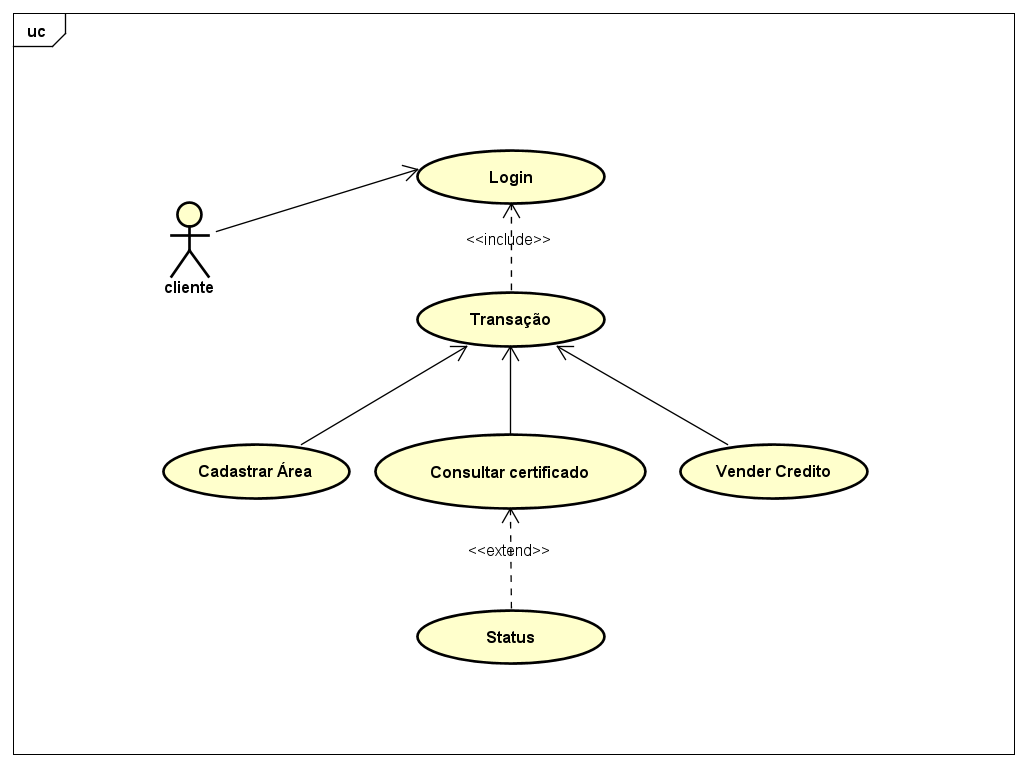 uc
Login
<<include>>
cliente
Transação
Cadastrar Área
Consultar certificado
Vender Credito
<<extend>>
Status